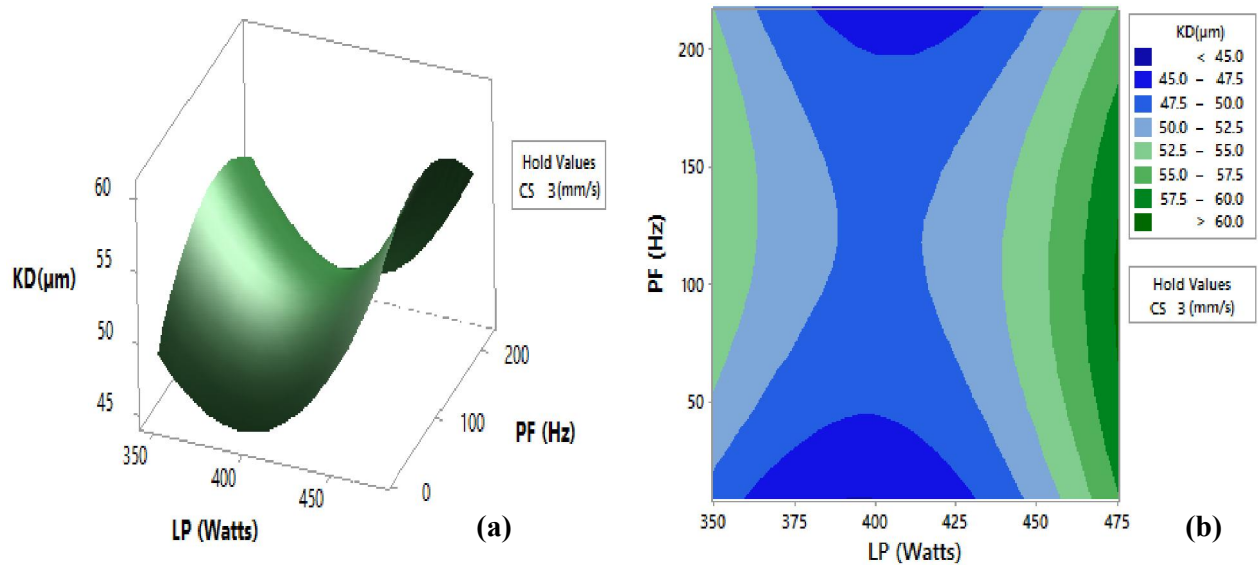 60
55
KD(µm)
50
45
350
400
450
LP (Watts)
0
100
200
PF (Hz)
Hold Values
CS 3 (mm/s)
(a)
200
150
100
50
PF (Hz)
350 375 400 425 450 475
LP (Watts)
KD(µm)
< 45.0
45.0 – 47.5
47.5 – 50.0
50.0 – 52.5
52.5 – 55.0
55.0 – 57.5
57.5 – 60.0
> 60.0
Hold Values
CS 3 (mm/s)
(b)